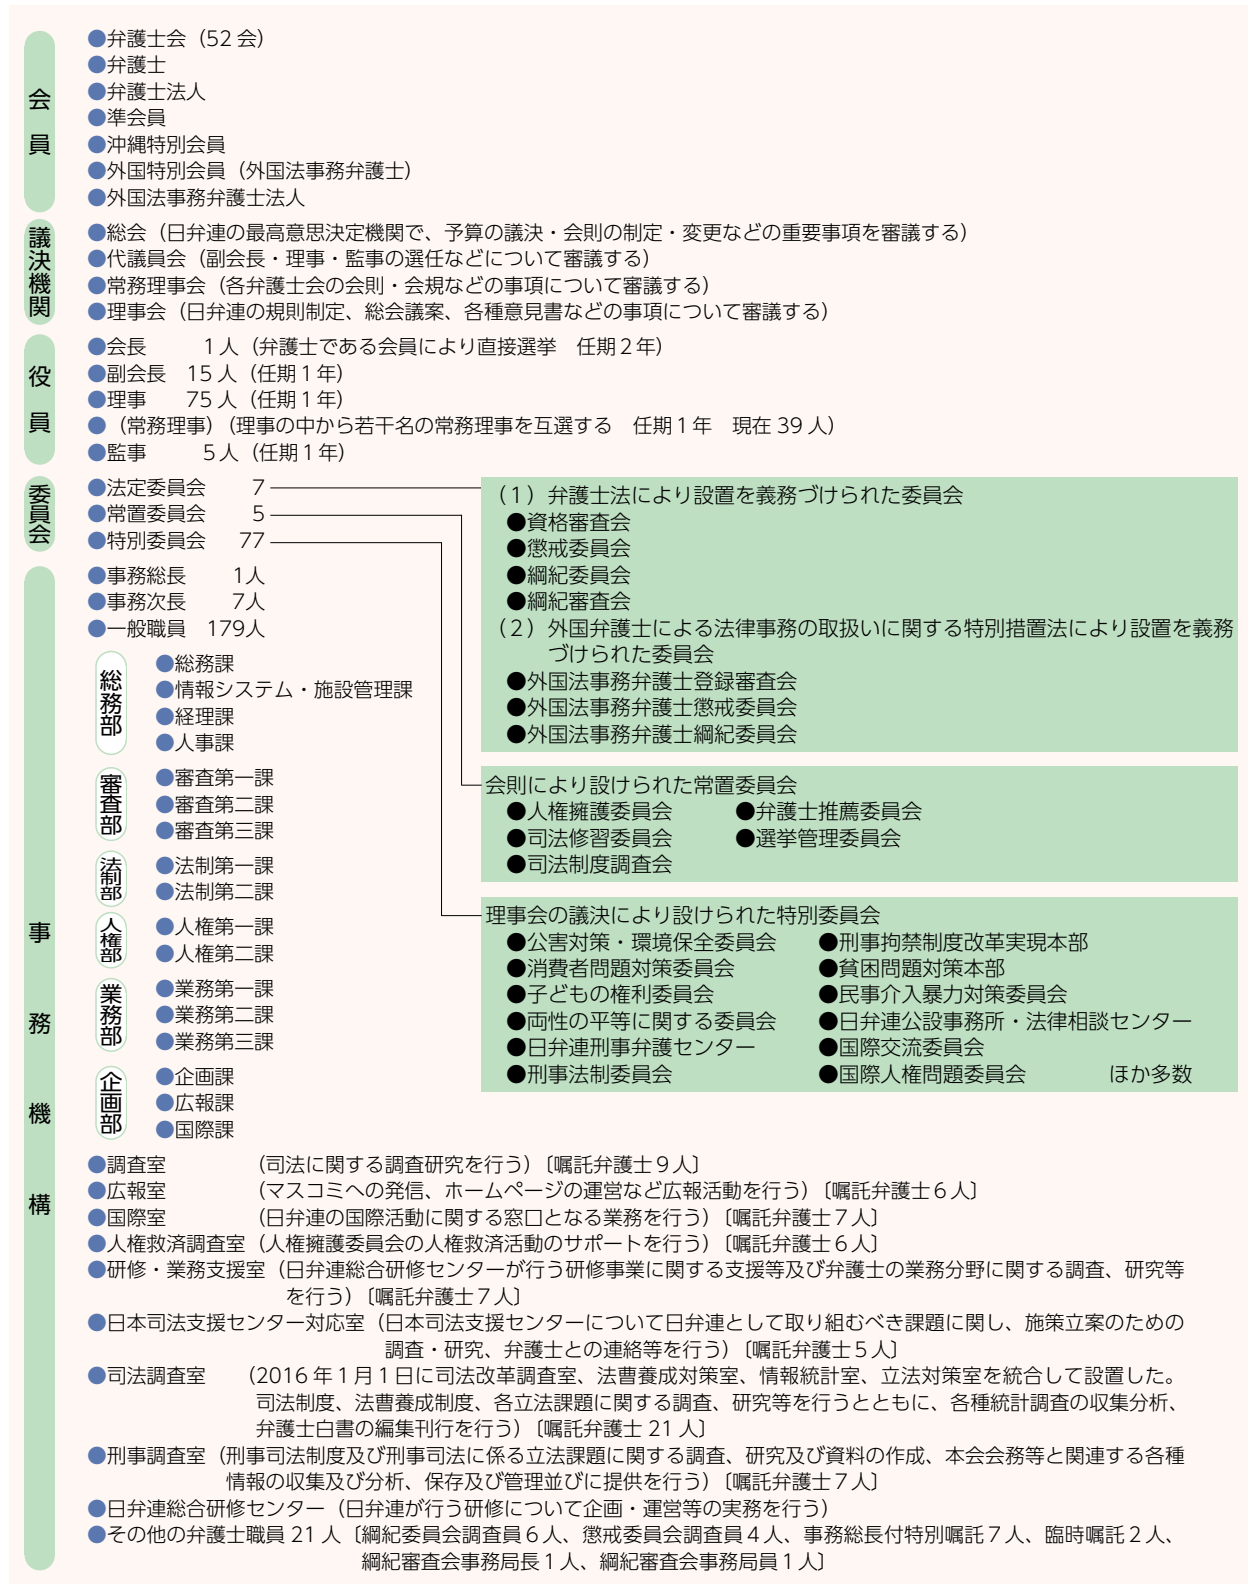 会員
●弁護士会（52 会）
●弁護士
●弁護士法人
●準会員
●沖縄特別会員
●外国特別会員（外国法事務弁護士）
●外国法事務弁護士法人
議決機関
●総会（日弁連の最高意思決定機関で、予算の議決・会則の制定・変更などの重要事項を審議する）
●代議員会（副会長・理事・監事の選任などについて審議する）
●常務理事会（各弁護士会の会則・会規などの事項について審議する）
●理事会（日弁連の規則制定、総会議案、各種意見書などの事項について審議する）
役員
●会長　　　1人（弁護士である会員により直接選挙　任期２年）
●副会長　15 人（任期１年）
●理事　　75 人（任期１年）
●（常務理事）（理事の中から若干名の常務理事を互選する　任期１年　現在 39 人）
●監事　　　5人（任期１年）
委員会
●法定委員会　　7
●常置委員会　　5
●特別委員会　77
（１）弁護士法により設置を義務づけられた委員会
●資格審査会
●懲戒委員会
●綱紀委員会
●綱紀審査会
（２）外国弁護士による法律事務の取扱いに関する特別措置法により設置を義務
づけられた委員会
●外国法事務弁護士登録審査会
●外国法事務弁護士懲戒委員会
●外国法事務弁護士綱紀委員会
会則により設けられた常置委員会
●人権擁護委員会　●弁護士推薦委員会
●司法修習委員会　●選挙管理委員会
●司法制度調査会
理事会の議決により設けられた特別委員会
●公害対策・環境保全委員会　●刑事拘禁制度改革実現本部
●消費者問題対策委員会　●貧困問題対策本部
●子どもの権利委員会　●民事介入暴力対策委員会
●両性の平等に関する委員会　●日弁連公設事務所・法律相談センター
●日弁連刑事弁護センター　●国際交流委員会
●刑事法制委員会　●国際人権問題委員会　ほか多数
事務機構
●事務総長　　1人
●事務次長　　7人
●一般職員　179人
総務部
●総務課
●情報システム・施設管理課
●経理課
●人事課
審査部
●審査第一課
●審査第二課
●審査第三課
法制部
●法制第一課
●法制第二課
人権部
●人権第一課
●人権第二課
業務部
●業務第一課
●業務第二課
●業務第三課
企画部
●企画課
●広報課
●国際課
●調査室　（司法に関する調査研究を行う）〔嘱託弁護士９人〕
●広報室　（マスコミへの発信、ホームページの運営など広報活動を行う）〔嘱託弁護士６人〕
●国際室　（日弁連の国際活動に関する窓口となる業務を行う）〔嘱託弁護士７人〕
●人権救済調査室（人権擁護委員会の人権救済活動のサポートを行う）〔嘱託弁護士６人〕
●研修・業務支援室（日弁連総合研修センターが行う研修事業に関する支援等及び弁護士の業務分野に関する調査、研究等
を行う）〔嘱託弁護士７人〕
●日本司法支援センター対応室（日本司法支援センターについて日弁連として取り組むべき課題に関し、施策立案のための
調査・研究、弁護士との連絡等を行う）〔嘱託弁護士５人〕
●司法調査室　（2016 年１月１日に司法改革調査室、法曹養成対策室、情報統計室、立法対策室を統合して設置した。
司法制度、法曹養成制度、各立法課題に関する調査、研究等を行うとともに、各種統計調査の収集分析、
弁護士白書の編集刊行を行う）〔嘱託弁護士 21 人〕
●刑事調査室（刑事司法制度及び刑事司法に係る立法課題に関する調査、研究及び資料の作成、本会会務等と関連する各種
情報の収集及び分析、保存及び管理並びに提供を行う）〔嘱託弁護士７人〕
●日弁連総合研修センター（日弁連が行う研修について企画・運営等の実務を行う）
●その他の弁護士職員 21 人〔綱紀委員会調査員６人、懲戒委員会調査員４人、事務総長付特別嘱託７人、臨時嘱託２人、
綱紀審査会事務局長１人、綱紀審査会事務局員１人〕